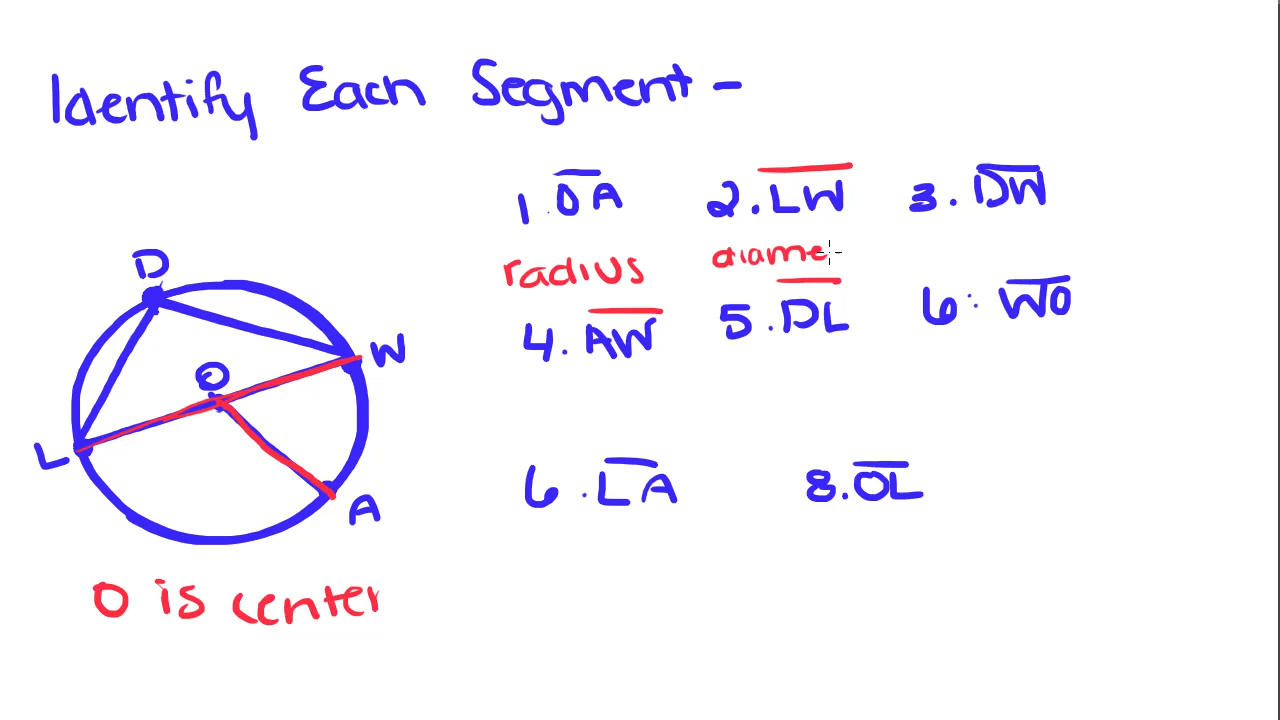 Identify Each Segment -
1. OA 2. LW 3. DW
radius diame
4. AW 5. DL 6. WO
6. LA 8. OL
D
W
O
L
A
O is center